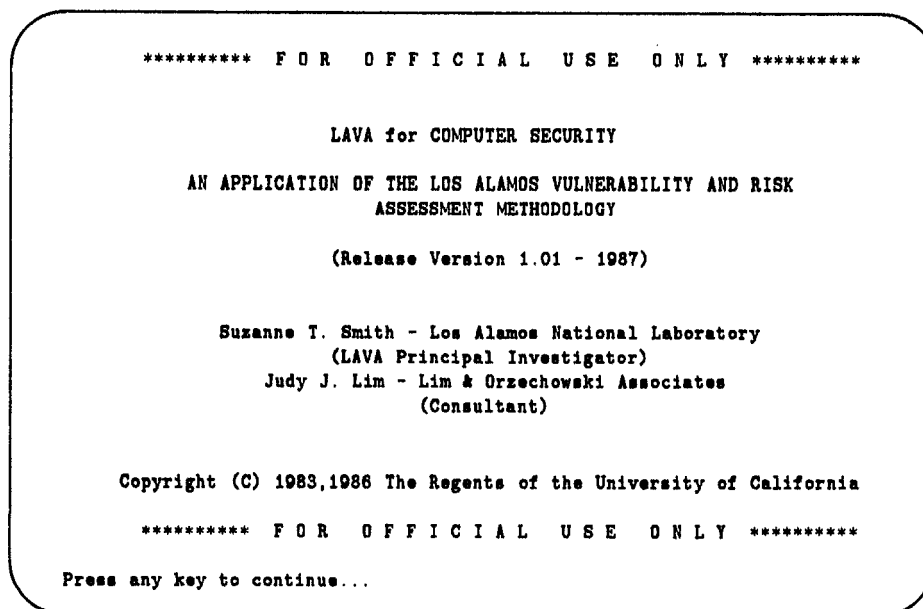 ********** F O R   O F F I C I A L   U S E   O N L Y **********
LAVA for COMPUTER SECURITY
AN APPLICATION OF THE LOS ALAMOS VULNERABILITY AND RISK
ASSESSMENT METHODOLOGY
(Release Version 1.01 - 1987)
Suzanne T. Smith - Los Alamos National Laboratory
(LAVA Principal Investigator)
Judy J. Lim - Lim & Orzechowski Associates
(Consultant)
Copyright (C) 1983,1986 The Regents of the University of California
********** F O R   O F F I C I A L   U S E   O N L Y **********
Press any key to continue...